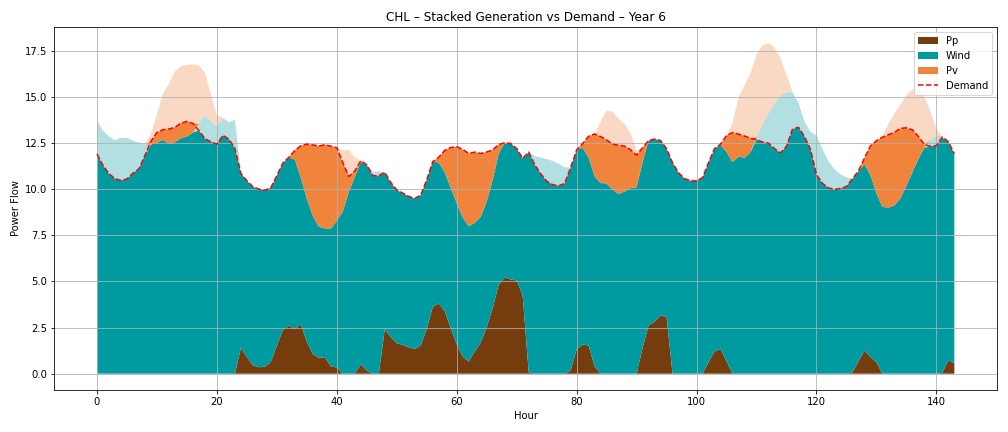 CHL – Stacked Generation vs Demand – Year 6
Pp
Wind
Pv
Demand
Power Flow
17.5
15.0
12.5
10.0
7.5
5.0
2.5
0.0
0 20 40 60 80 100 120 140
Hour